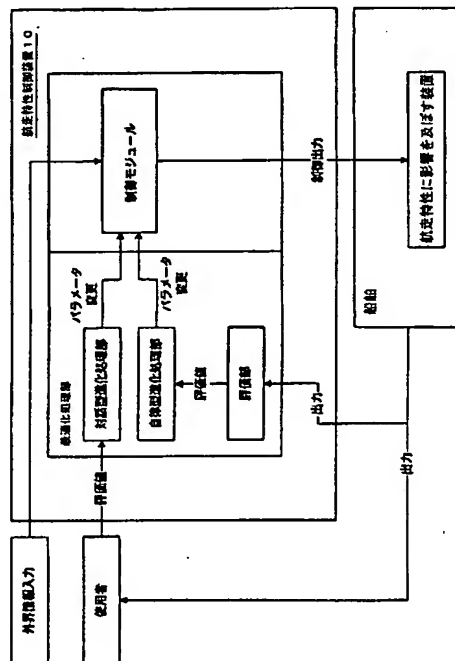 航走特性制御装置10
外界情報入力
使用者
評価値
最適化処理部
対話型進化処理部
パラメータ
変更
自律型進化処理部
パラメータ
変更
評価値
評価部
制御モジュール
制御出力
出力
出力
船舶
航走特性に影響を及ぼす装置